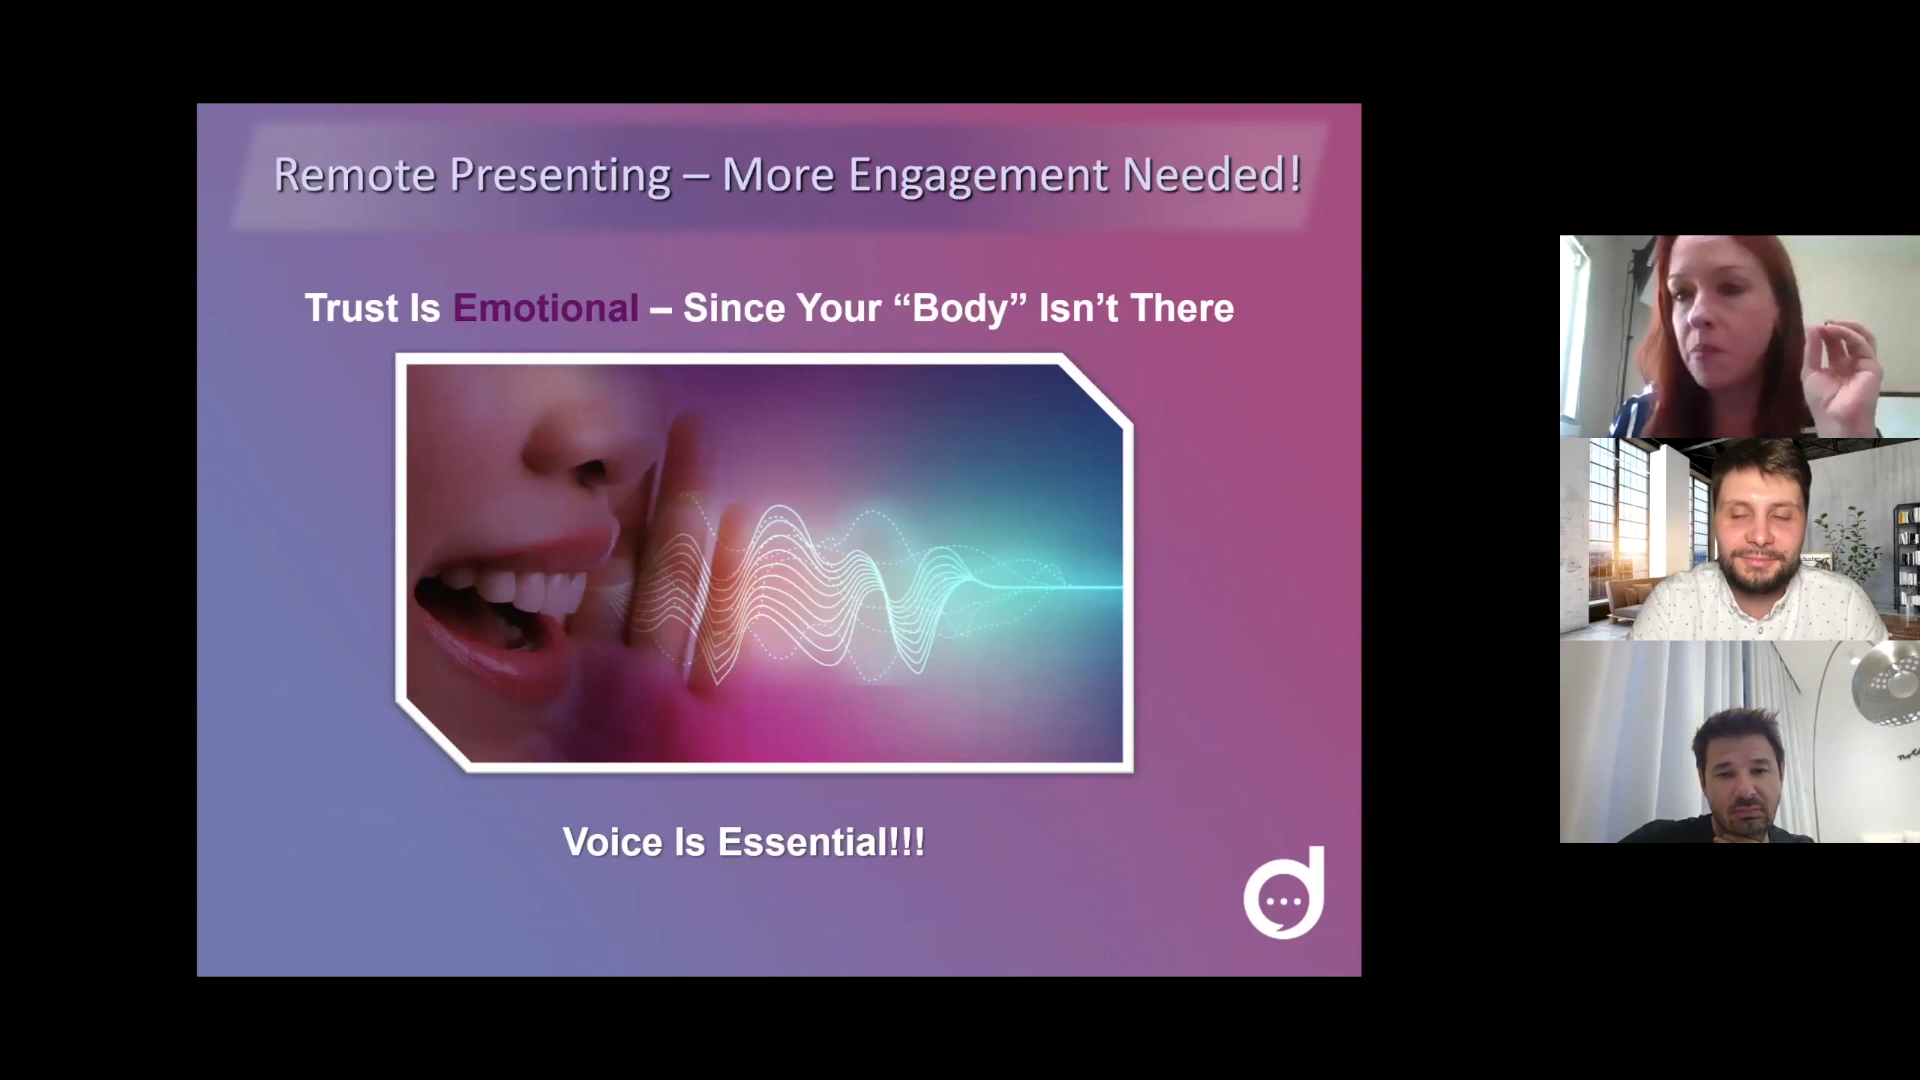 Remote Presenting – More Engagement Needed!
Trust Is Emotional – Since Your “Body” Isn’t There
Voice Is Essential!!!